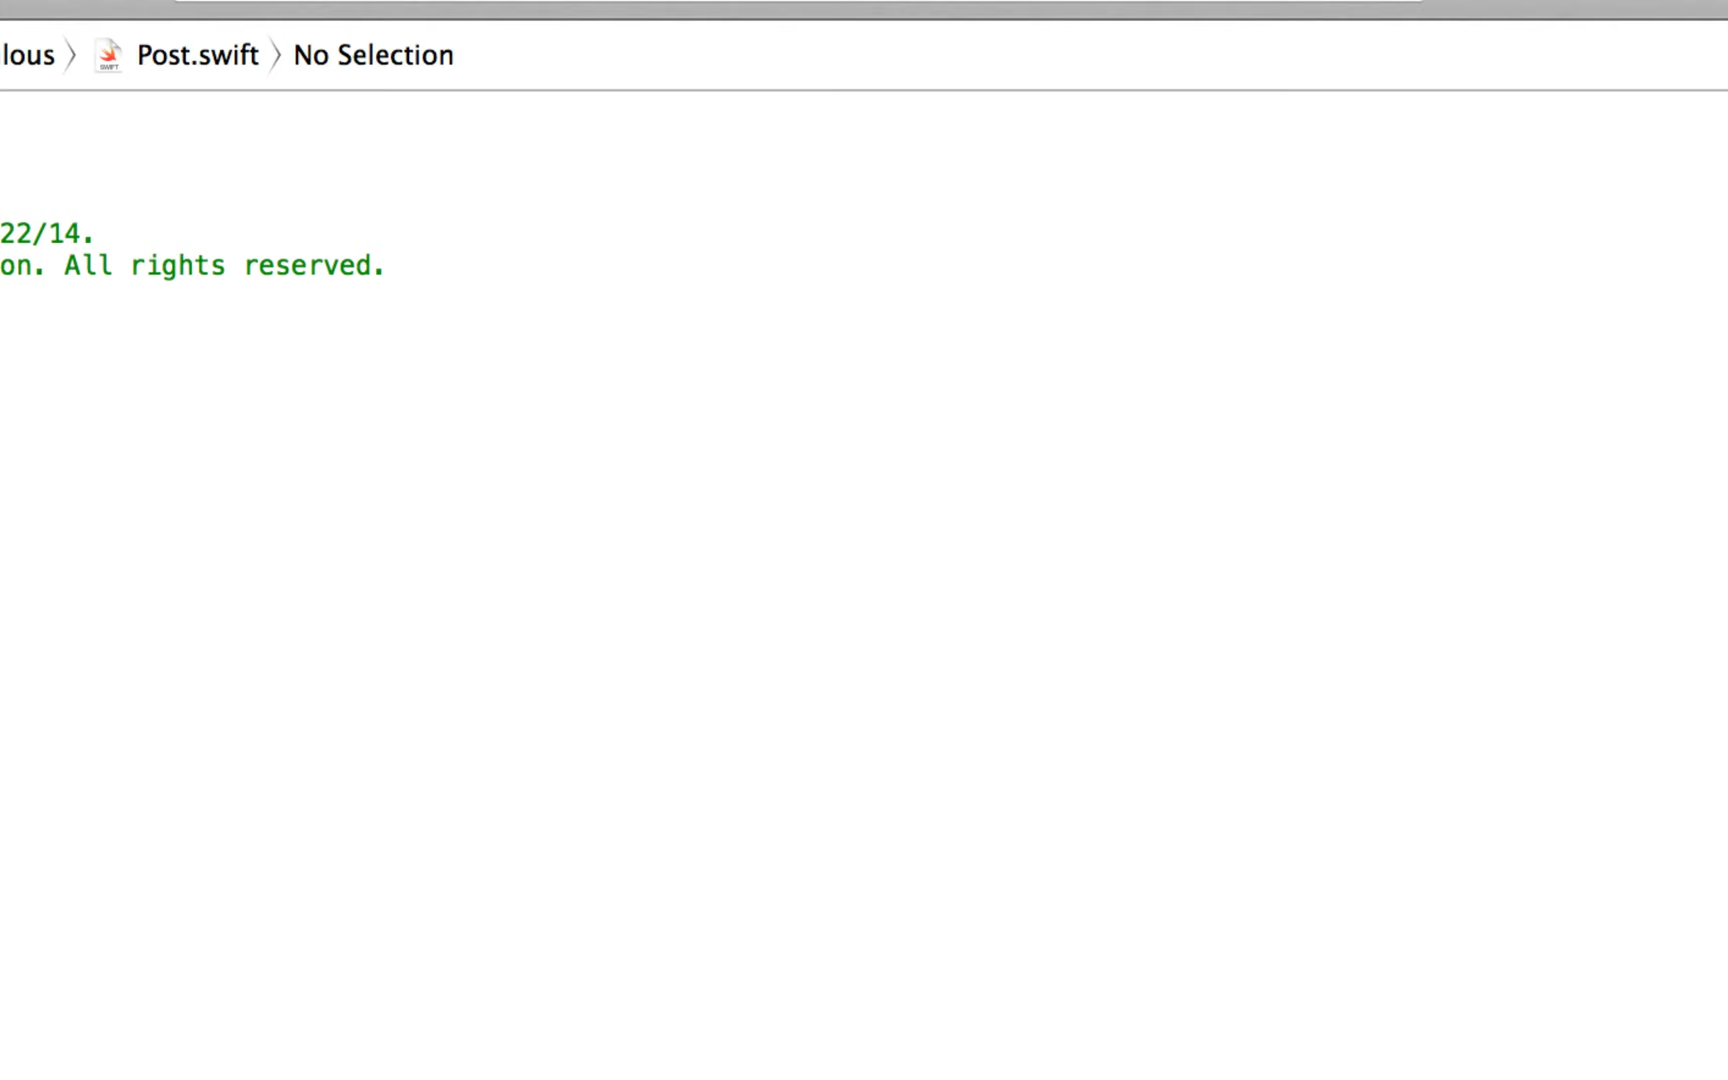 lous 〉 Post.swift 〉 No Selection
22/14.
on. All rights reserved.